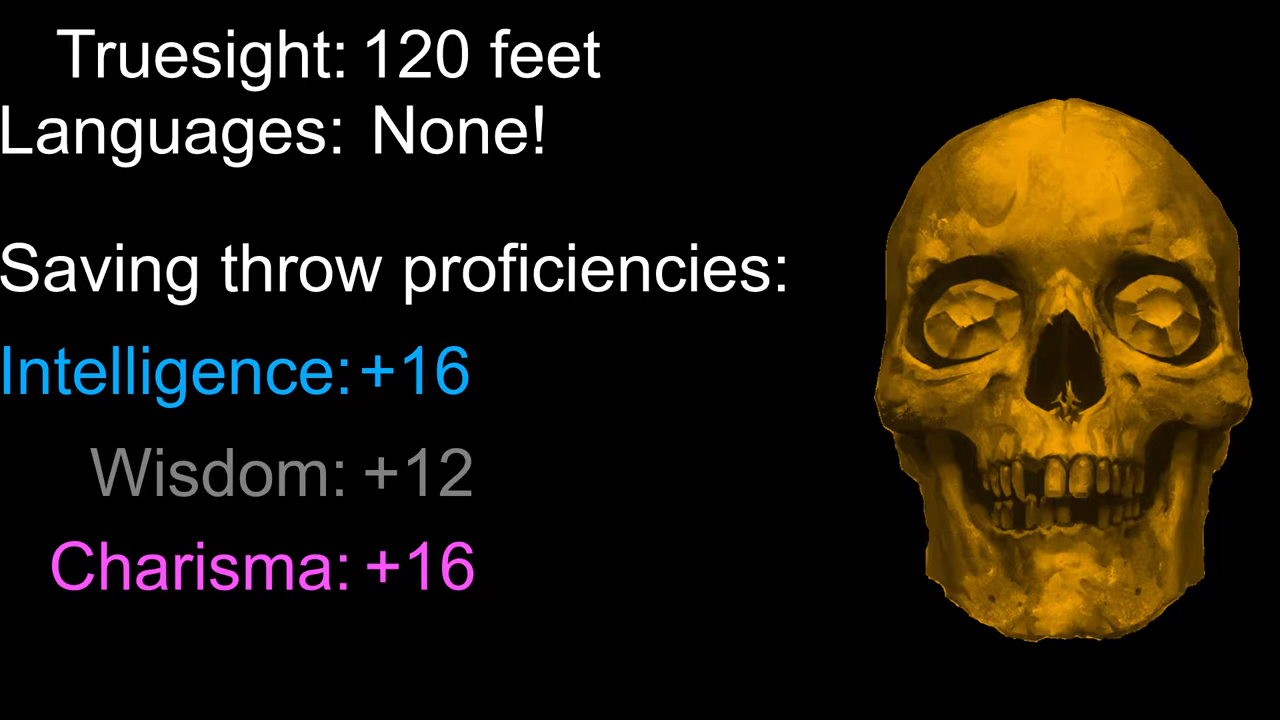 Truesight: 120 feet
Languages: None!
Saving throw proficiencies:
Intelligence: +16
Wisdom: +12
Charisma: +16